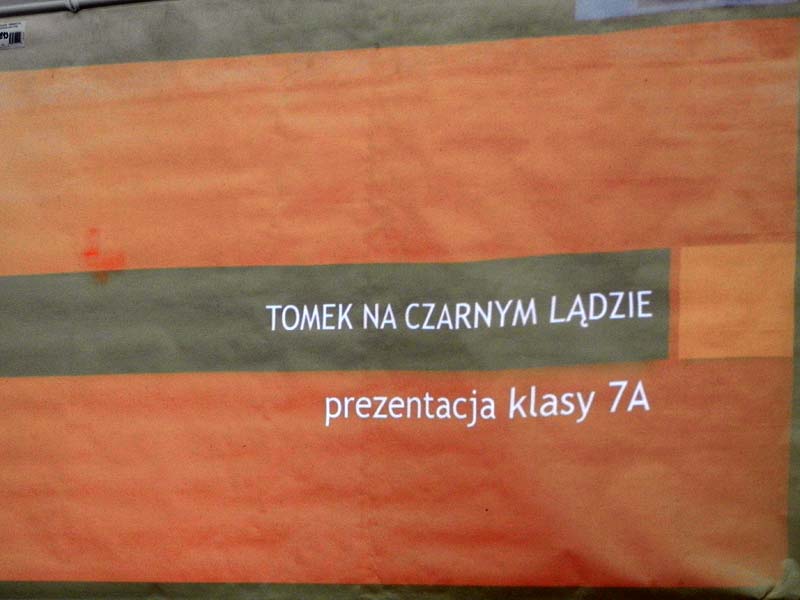 TOMEK NA CZARNYM LĄDZIE
prezentacja klasy 7A